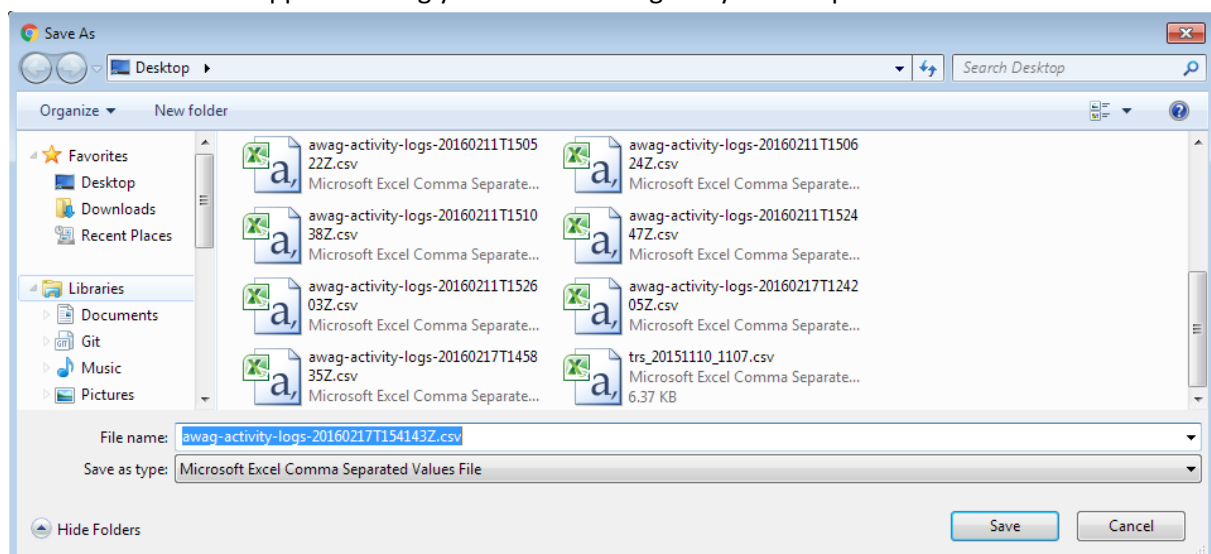 Save As
Desktop
Search Desktop
Organize
New folder
Favorites
Desktop
Downloads
Recent Places
Libraries
Documents
Git
Music
Pictures
awag-activity-logs-20160211T1505
22Z.csv
Microsoft Excel Comma Separate...
awag-activity-logs-20160211T1506
24Z.csv
Microsoft Excel Comma Separate...
awag-activity-logs-20160211T1510
38Z.csv
Microsoft Excel Comma Separate...
awag-activity-logs-20160211T1524
47Z.csv
Microsoft Excel Comma Separate...
awag-activity-logs-20160211T1526
03Z.csv
Microsoft Excel Comma Separate...
awag-activity-logs-20160217T1242
05Z.csv
Microsoft Excel Comma Separate...
awag-activity-logs-20160217T1458
35Z.csv
Microsoft Excel Comma Separate...
trs_20151110_1107.csv
Microsoft Excel Comma Separate...
6.37 KB
File name: awag-activity-logs-20160217T154143Z.csv
Save as type: Microsoft Excel Comma Separated Values File
Hide Folders
Save
Cancel